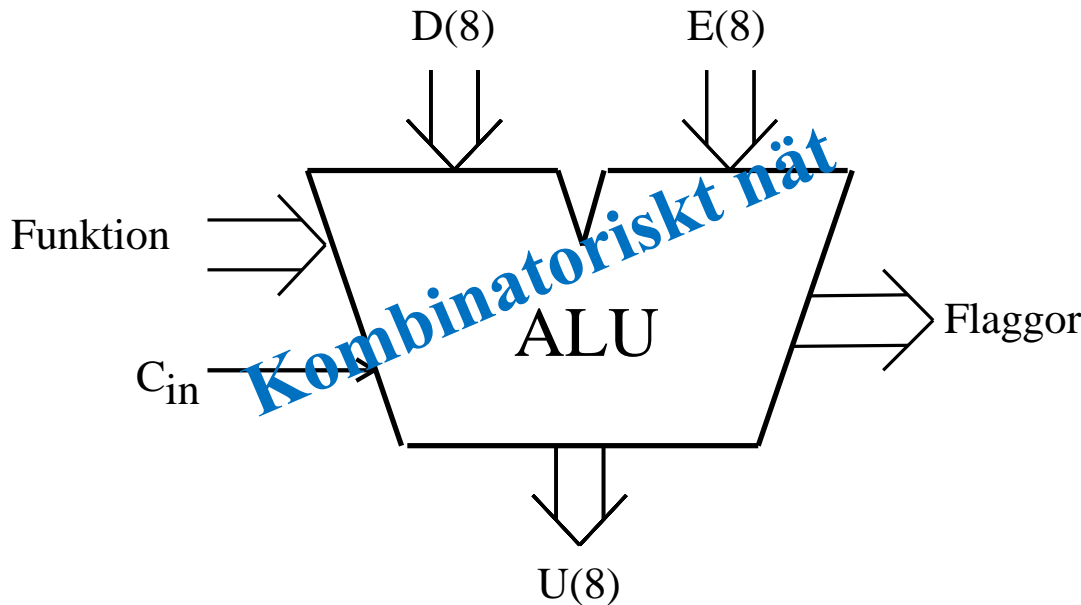 D(8)
E(8)
Funktion
Kombinatoriskt nät
ALU
Flaggor
Cin
U(8)